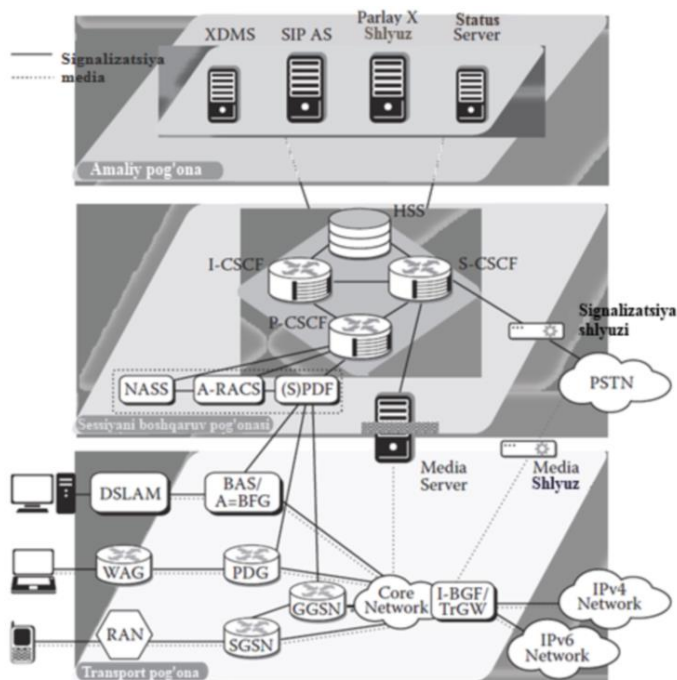 Parlay X
Status
XDMS
SIP AS
Shlyuz
Server
Signalizatsiya
media
Amaliy pog'ona
HSS
I-CSCF
S-CSCF
P-CSCF
Signalizatsiya
shlyuzi
PSTN
NASS
A-RACS
(S)PDF
Sessiyani boshqaruv pog'onasi
Media
Server
Media
Shlyuz
DSLAM
BAS/
A=BFG
WAG
PDG
GGSN
Core
Network
I-BGF/
TrGW
IPv4
Network
RAN
SGSN
IPv6
Network
Transport pog'ona